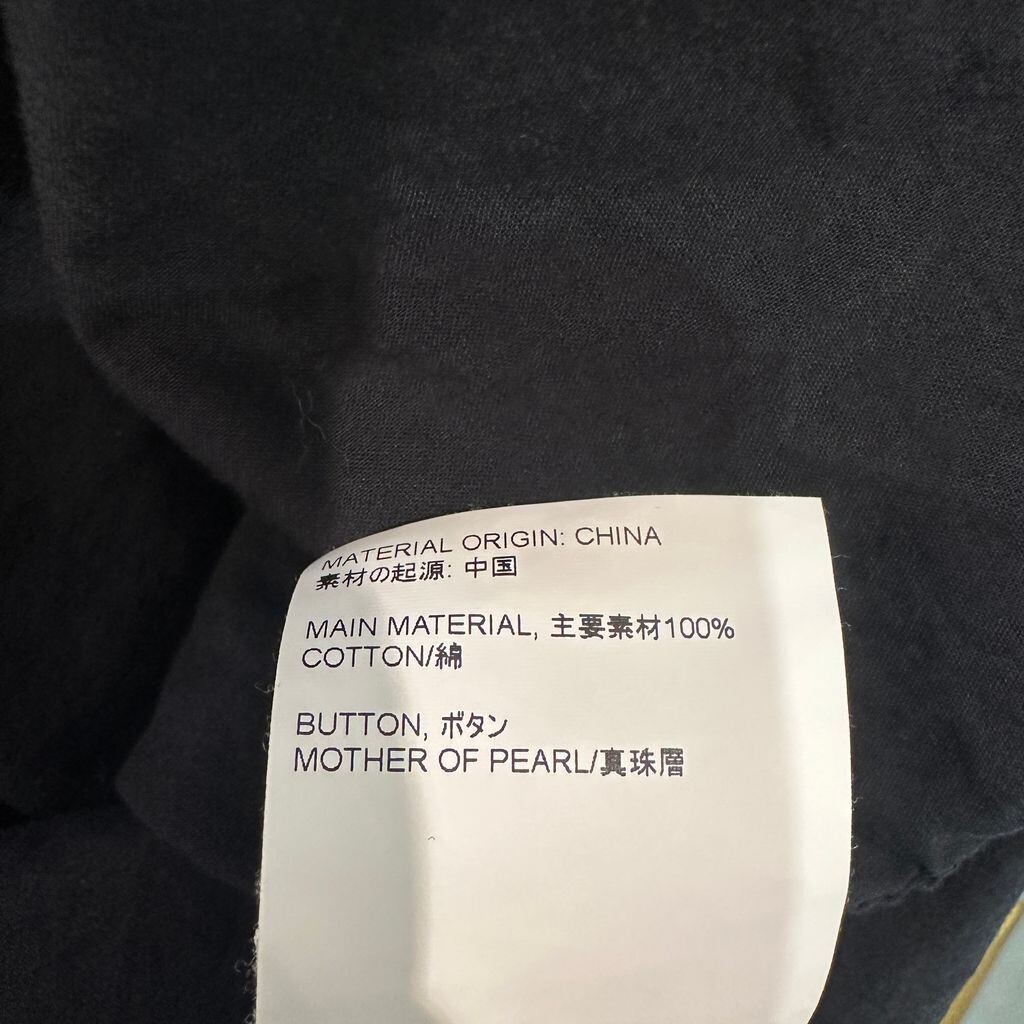 MATERIAL ORIGIN: CHINA
素材の起源: 中国
MAIN MATERIAL, 主要素材100%
COTTON/綿
BUTTON, ボタン
MOTHER OF PEARL/真珠層